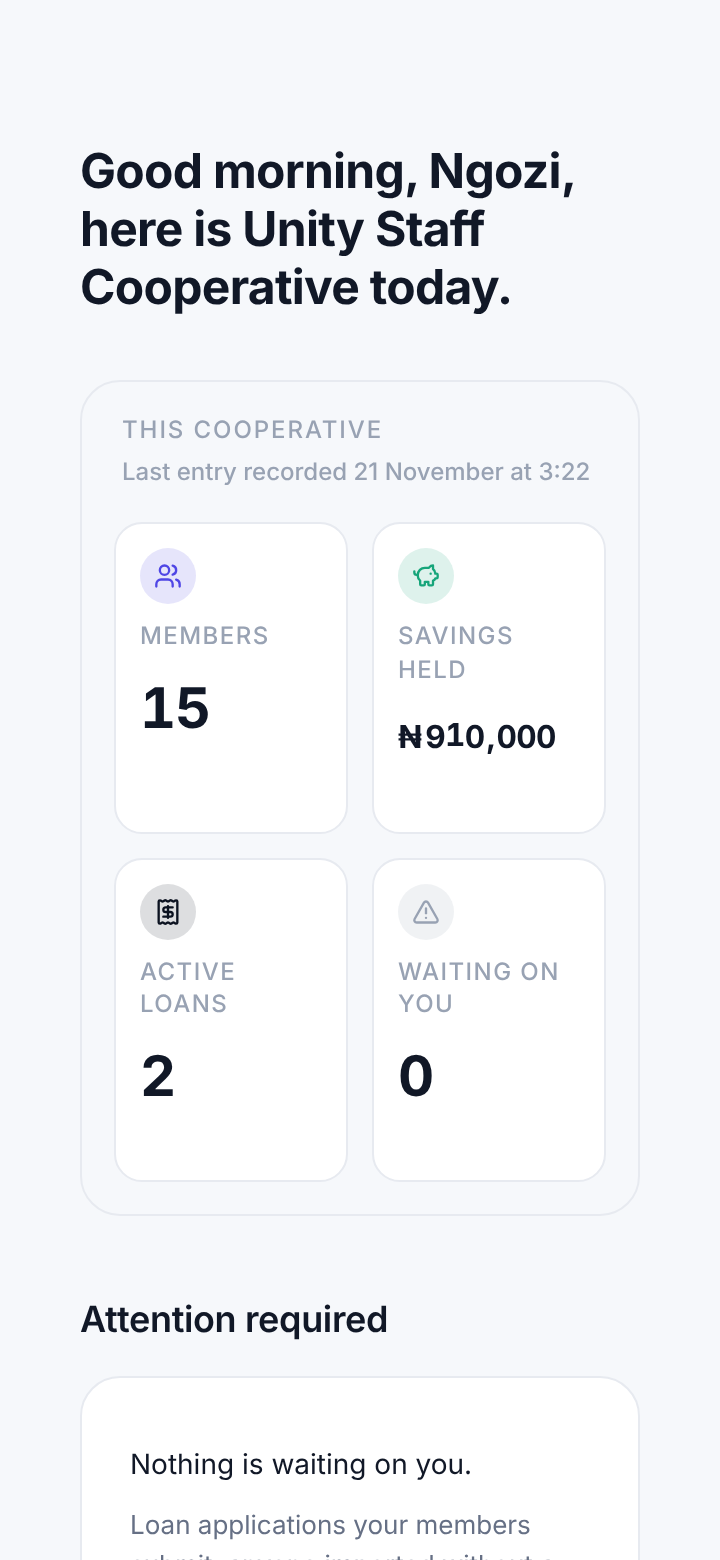 Good morning, Ngozi,
here is Unity Staff
Cooperative today.
THIS COOPERATIVE
Last entry recorded 21 November at 3:22
MEMBERS
15
SAVINGS
HELD
₦910,000
ACTIVE
LOANS
2
WAITING ON
YOU
0
Attention required
Nothing is waiting on you.
Loan applications your members